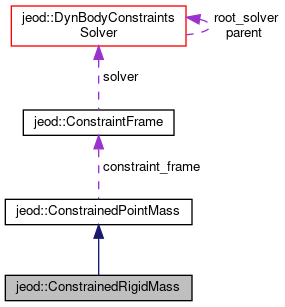 jeod::DynBodyConstraints
Solver
root_solver
parent
solver
jeod::ConstraintFrame
constraint_frame
jeod::ConstrainedPointMass
jeod::ConstrainedRigidMass